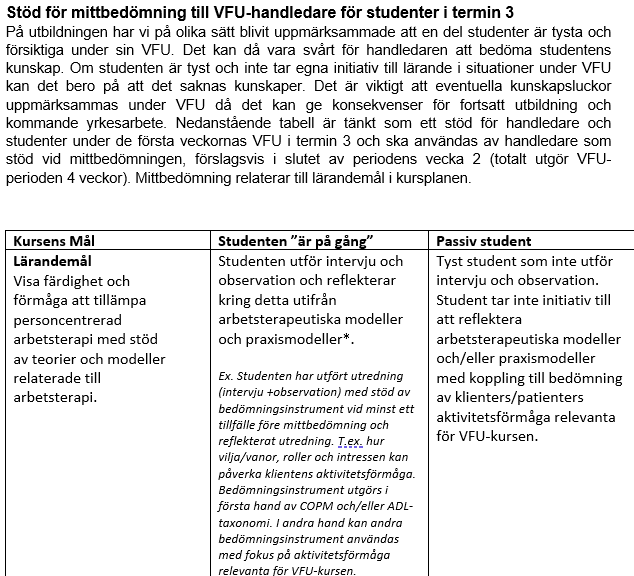 Stöd för mittbedömning till VFU-handledare för studenter i termin 3
På utbildningen har vi på olika sätt blivit uppmärksammade att en del studenter är tysta och
försiktiga under sin VFU. Det kan då vara svårt för handledaren att bedöma studentens
kunskap. Om studenten är tyst och inte tar egna initiativ till lärande i situationer under VFU
kan det bero på att det saknas kunskaper. Det är viktigt att eventuella kunskapsluckor
uppmärksammas under VFU då det kan ge konsekvenser för fortsatt utbildning och
kommande yrkesarbete. Nedanstående tabell är tänkt som ett stöd för handledare och
studenter under de första veckornas VFU i termin 3 och ska användas av handledare som
stöd vid mittbedömningen, förslagsvis i slutet av periodens vecka 2 (totalt utgör VFU-
perioden 4 veckor). Mittbedömning relaterar till lärandemål i kursplanen.
Kursens Mål
Studenten ”är på gång”
Passiv student
Lärandemål
Visa färdighet och
förmåga att tillämpa
personcentrerad
arbetsterapi med stöd
av teorier och modeller
relaterade till
arbetsterapi.
Studenten utför intervju och
observation och reflekterar
kring detta utifrån
arbetsterapeutiska modeller
och praxismodeller*.
Ex. Studenten har utfört utredning
(intervju +observation) med stöd av
bedömningsinstrument vid minst ett
tillfälle före mittbedömning och
reflekterat utredning. T.ex. hur
vilja/vanor, roller och intressen kan
påverka klientens aktivitetsförmåga.
Bedömningsinstrument utgörs i
första hand av COPM och/eller ADL-
taxonomi. I andra hand kan andra
bedömningsinstrument användas
med fokus på aktivitetsförmåga
relevanta för VFU-kursen.
Tyst student som inte utför
intervju och observation.
Student tar inte initiativ till
att reflektera
arbetsterapeutiska modeller
och/eller praxismodeller
med koppling till bedömning
av klienters/patienters
aktivitetsförmåga relevanta
för VFU-kursen.